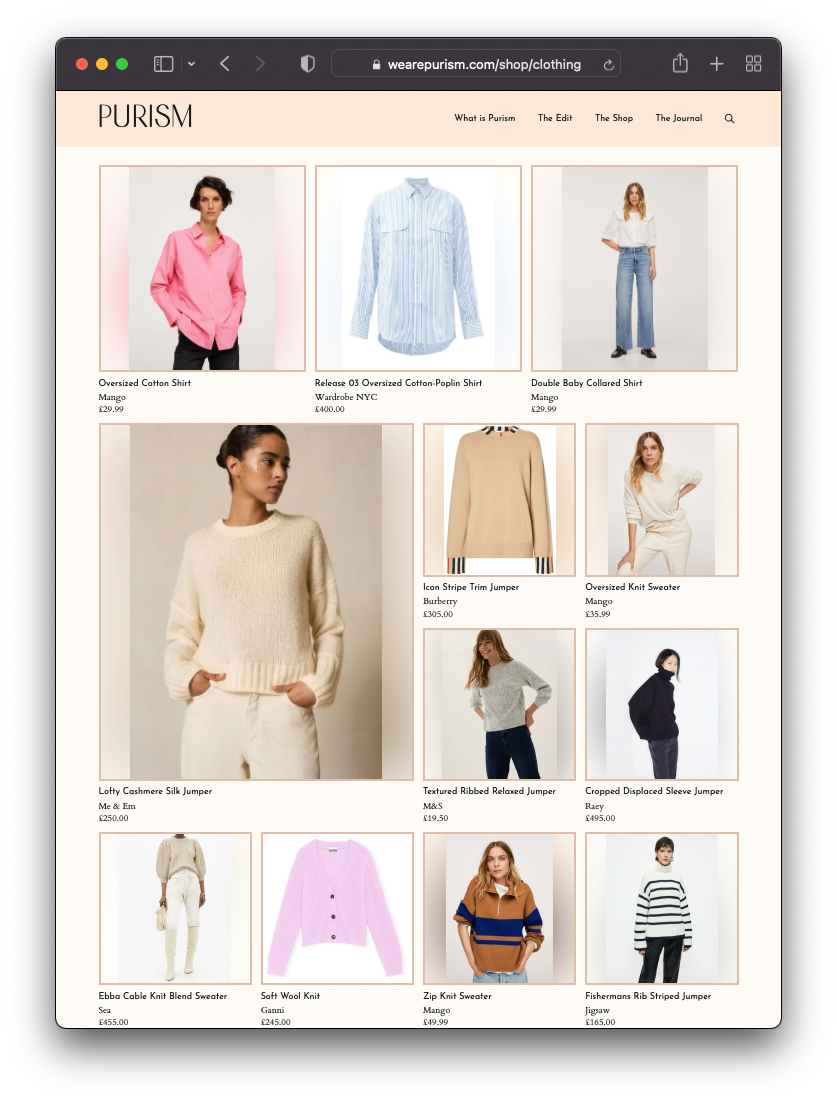 wearepurism.com/shop/clothing
PURISM
What is Purism
The Edit
The Shop
The Journal
Oversized Cotton Shirt
Mango
£29.99
Release 03 Oversized Cotton-Poplin Shirt
Wardrobe NYC
£400.00
Double Baby Collared Shirt
Mango
£29.99
Lofty Cashmere Silk Jumper
Me & Em
£250.00
Icon Stripe Trim Jumper
Burberry
£305.00
Oversized Knit Sweater
Mango
£35.99
Textured Ribbed Relaxed Jumper
M&S
£19.50
Cropped Displaced Sleeve Jumper
Raey
£495.00
Ebba Cable Knit Blend Sweater
Sea
£455.00
Soft Wool Knit
Ganni
£245.00
Zip Knit Sweater
Mango
£49.99
Fishermans Rib Striped Jumper
Jigsaw
£165.00